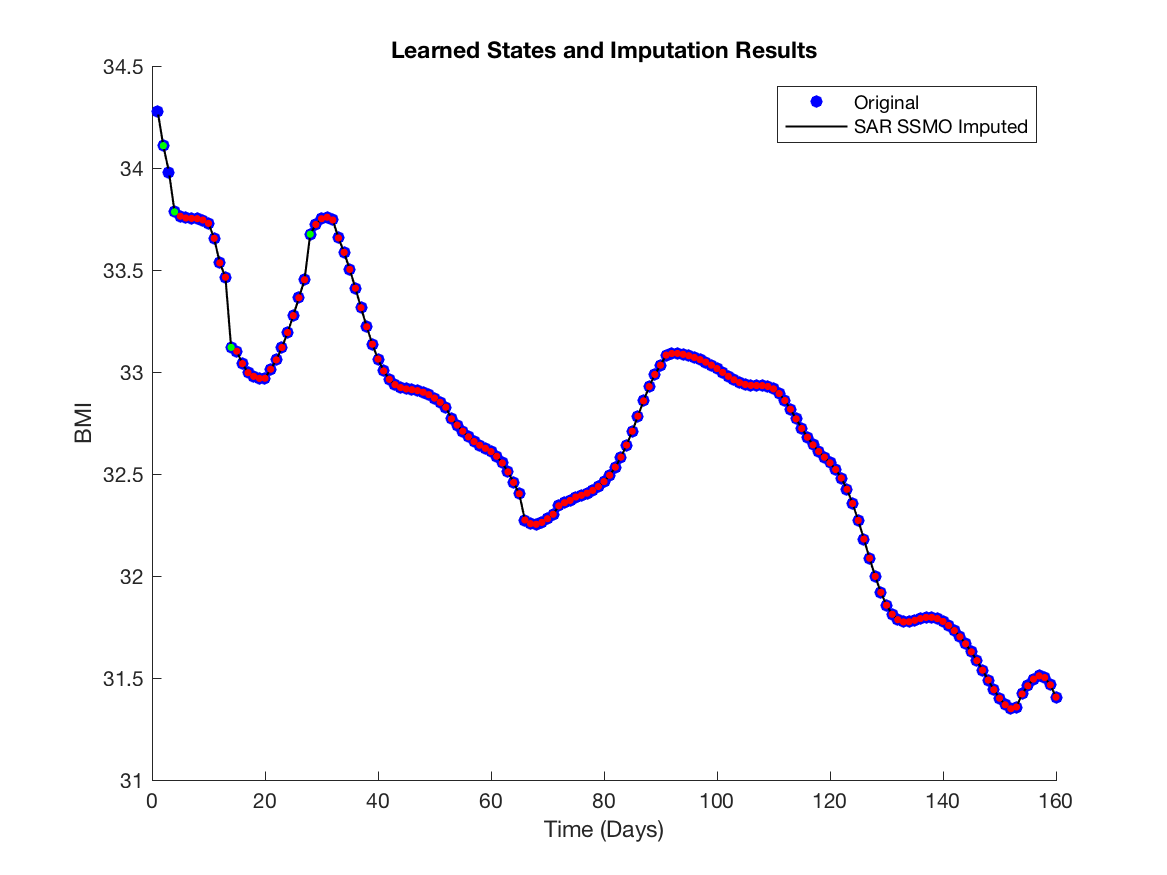 Learned States and Imputation Results
Original
SAR SSMO Imputed
34.5
34
33.5
33
32.5
32
31.5
31
BMI
0 20 40 60 80 100 120 140 160
Time (Days)